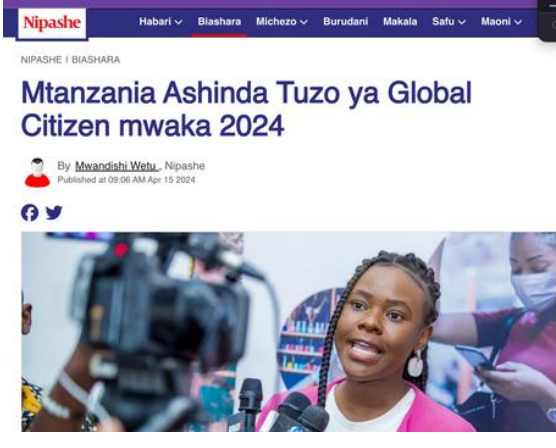 Nipashe
Habari Biashara Michezo Burudani Makala Safu Maoni
NIPASHE | BIASHARA
Mtanzania Ashinda Tuzo ya Global
Citizen mwaka 2024
By Mwandishi Wetu , Nipashe
Published at 09:06 AM Apr 15 2024